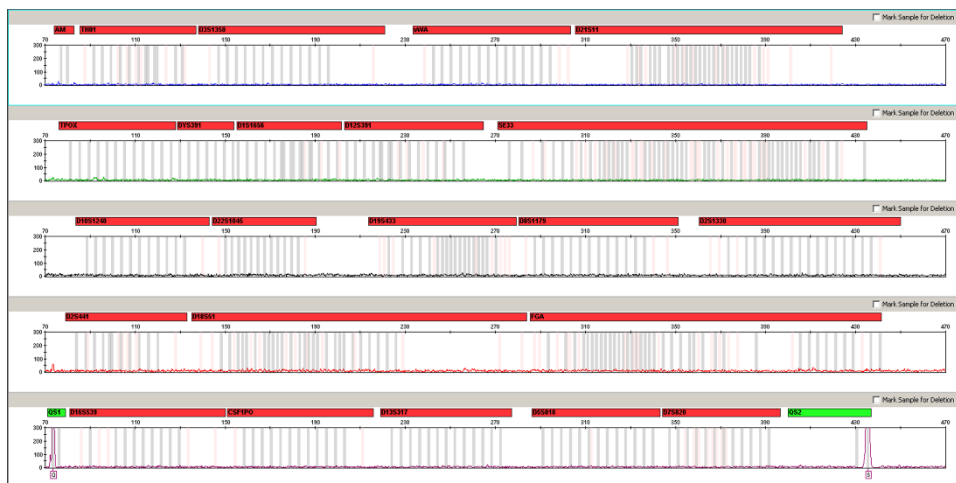 Mark Sample for Deletion
AM TH01 D3S1358 vWA D21S11
70 110 150 190 230 270 310 350 390 430 470
300
200
100
0
Mark Sample for Deletion
TPOX DYS391 D1S1656 D12S391 SE33
70 110 150 190 230 270 310 350 390 430 470
300
200
100
0
Mark Sample for Deletion
D10S1248 D22S1045 D19S433 D8S1179 D2S1338
70 110 150 190 230 270 310 350 390 430 470
300
200
100
0
Mark Sample for Deletion
D2S441 D18S51 FGA
70 110 150 190 230 270 310 350 390 430 470
300
200
100
0
Mark Sample for Deletion
QS1 D16S539 CSF1PO D13S317 D5S818 D7S820 QS2
70 110 150 190 230 270 310 350 390 430 470
300
200
100
0